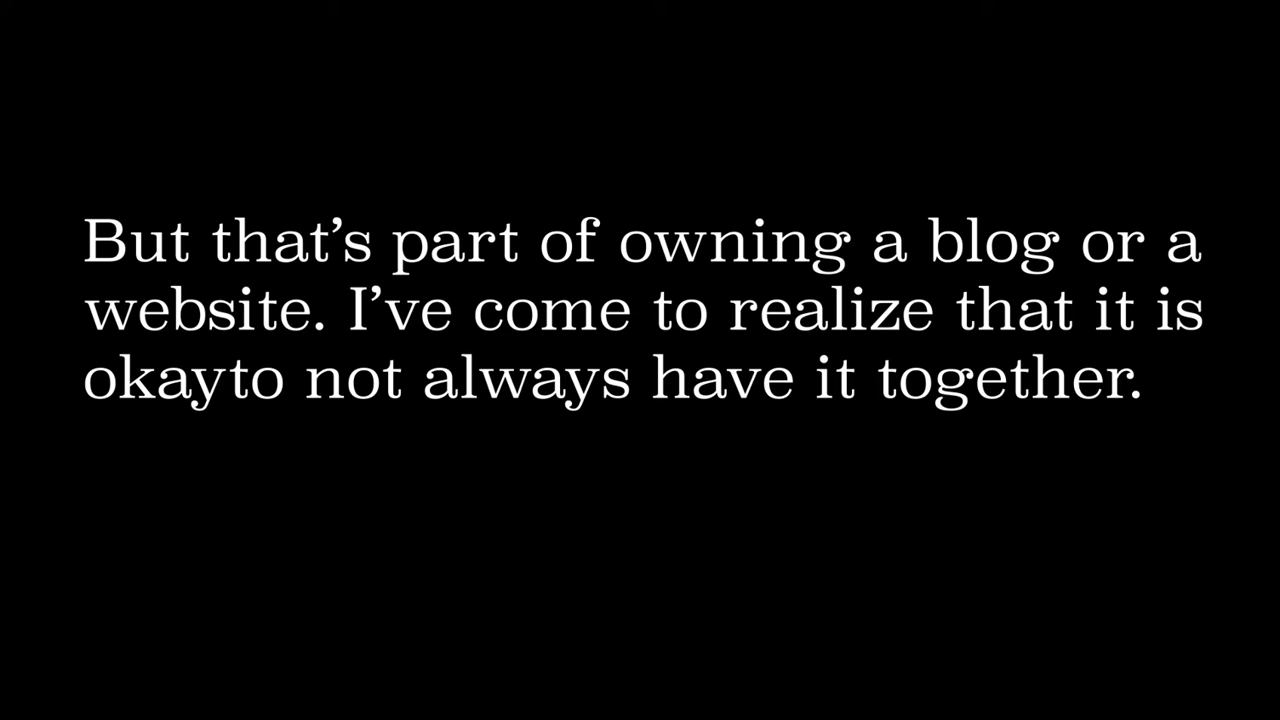 But that’s part of owning a blog or a
website. I’ve come to realize that it is
okayto not always have it together.